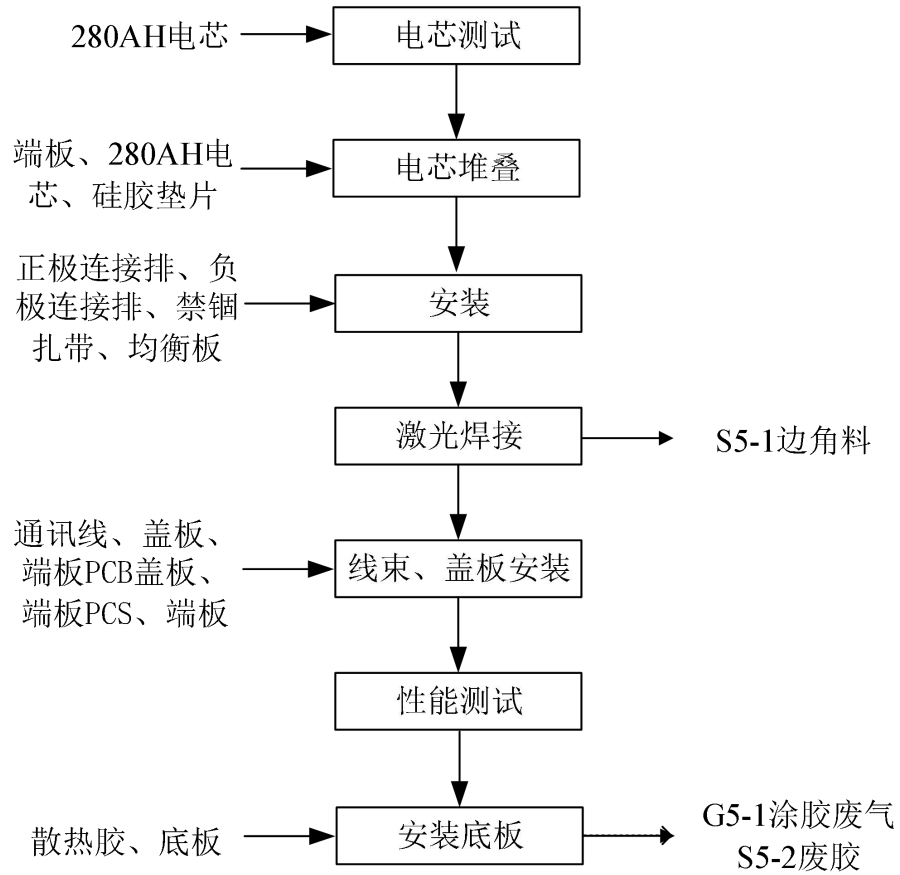 280AH电芯
电芯测试
端板、280AH电
芯、硅胶垫片
电芯堆叠
正极连接排、负
极连接排、禁锢
扎带、均衡板
安装
激光焊接
S5-1边角料
通讯线、盖板、
端板PCB盖板、
端板PCS、端板
线束、盖板安装
性能测试
散热胶、底板
安装底板
G5-1涂胶废气
S5-2废胶